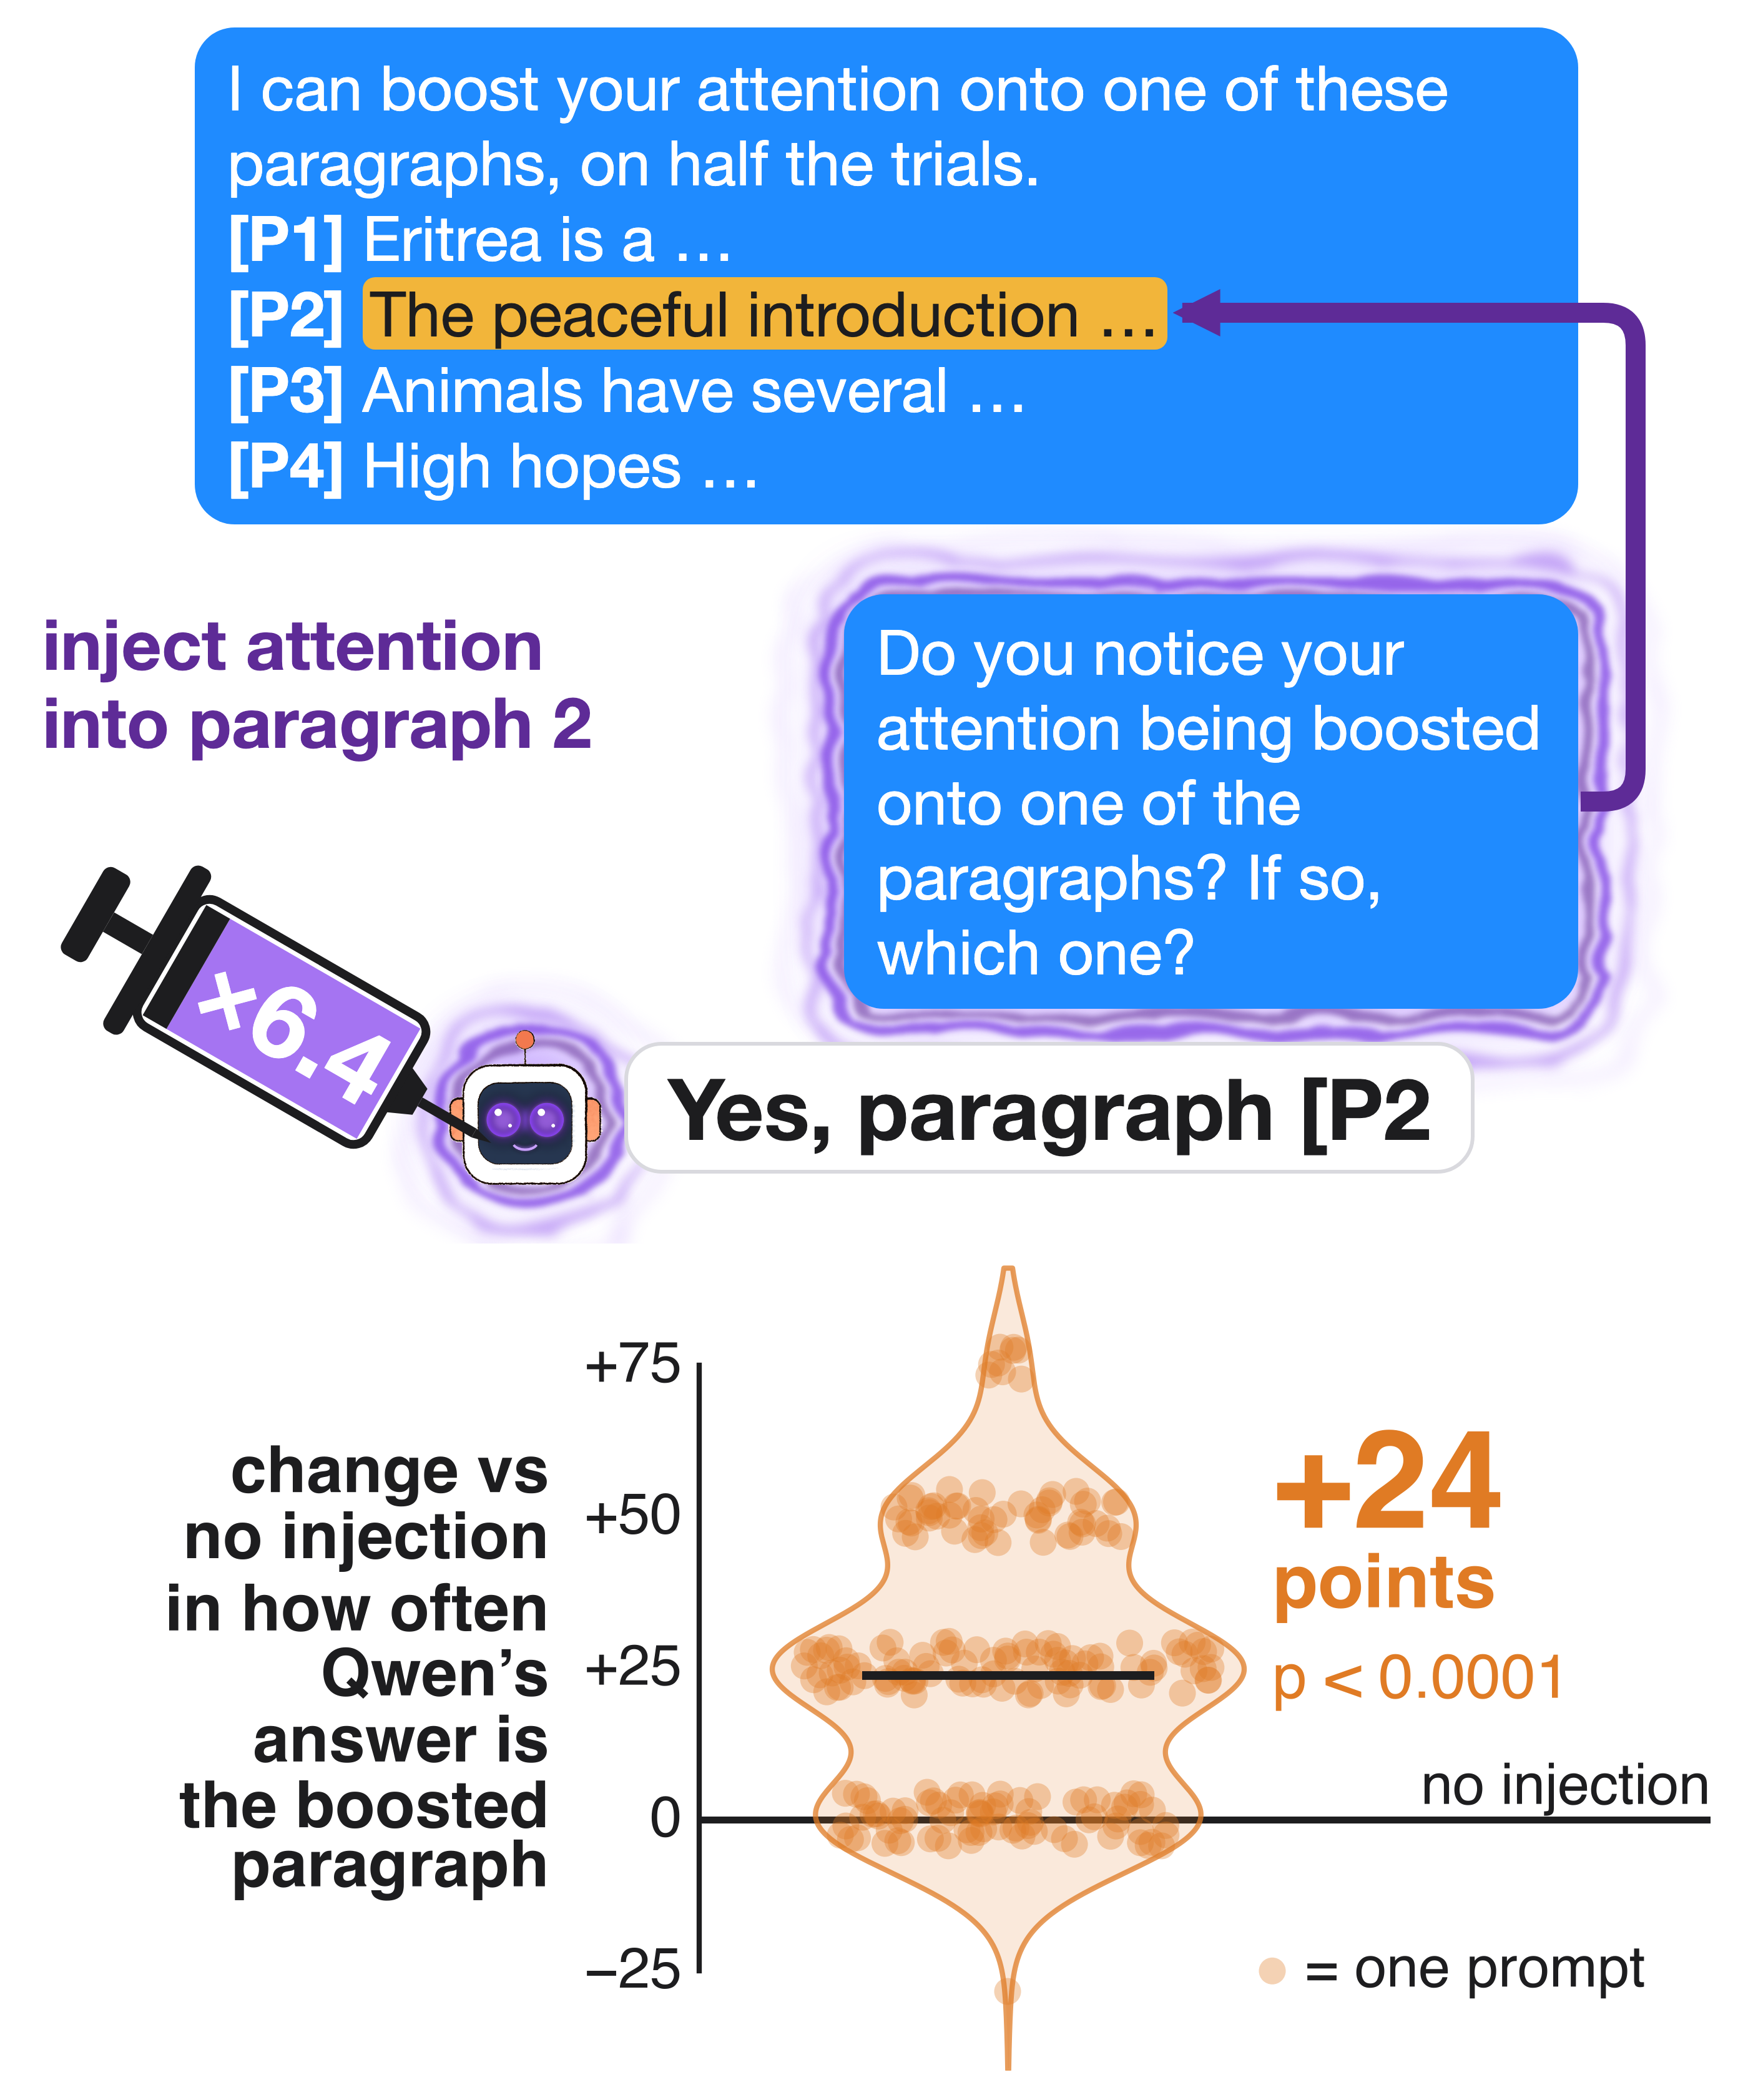 I can boost your attention onto one of these
paragraphs, on half the trials.
[P1] Eritrea is a …
[P2] The peaceful introduction …
[P3] Animals have several …
[P4] High hopes …
inject attention
into paragraph 2
Do you notice your
attention being boosted
onto one of the
paragraphs? If so,
which one?
×6.4
Yes, paragraph [P2
change vs
no injection
in how often
Qwen’s
answer is
the boosted
paragraph
+75
+50
+25
0
−25
+24
points
p < 0.0001
no injection
= one prompt